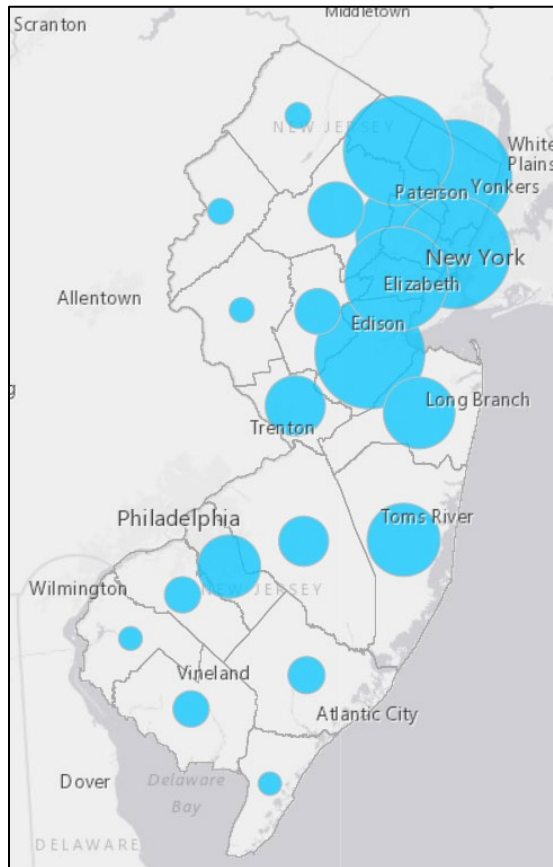 Middletown
Scranton
NEW JERSEY
White
Plains
Paterson
Yonkers
New York
Allentown
Elizabeth
Edison
Long Branch
Trenton
Toms River
Philadelphia
Wilmington
NEW JERSEY
Vineland
Atlantic City
Dover
Delaware
Bay
DELAWARE